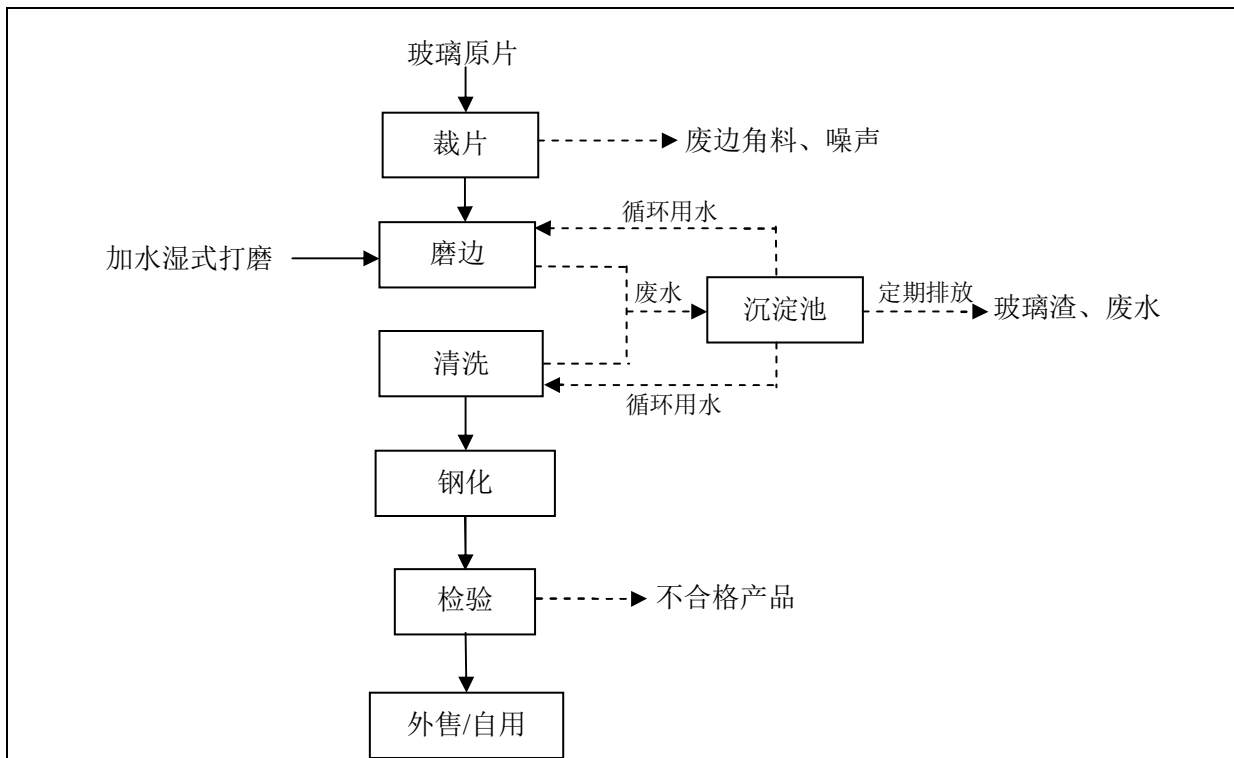 玻璃原片
裁片
废边角料、噪声
循环用水
加水湿式打磨
磨边
废水
沉淀池
定期排放
玻璃渣、废水
清洗
循环用水
钢化
检验
不合格产品
外售/自用